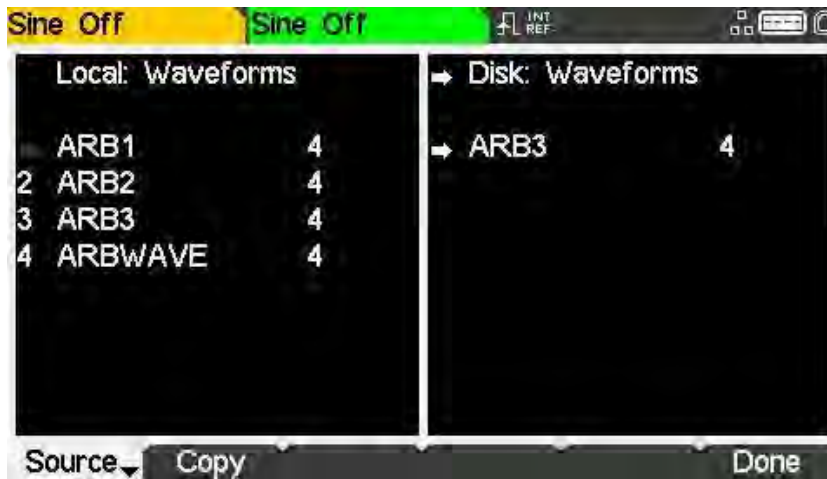 Sine Off Sine Off INT
REF
Local: Waveforms
ARB1 4
2 ARB2 4
3 ARB3 4
4 ARBWAVE 4
Disk: Waveforms
ARB3 4
Source Copy Done